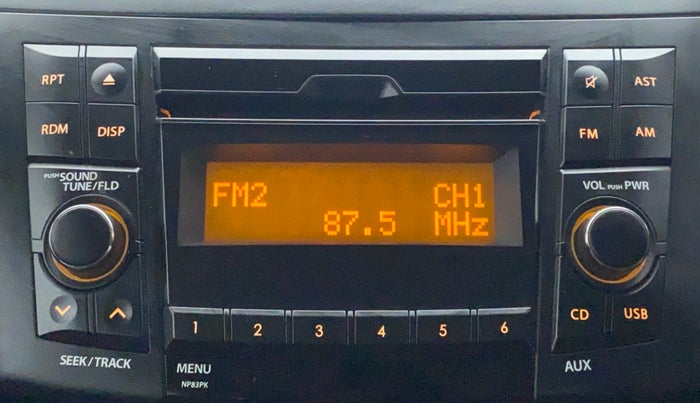 RPT
AST
RDM DISP
FM AM
PUSH SOUND
TUNE/FLD
VOL PUSH PWR
FM2 CH1
87.5 MHz
1 2 3 4 5 6
CD USB
SEEK/TRACK
MENU
NP83PK
AUX